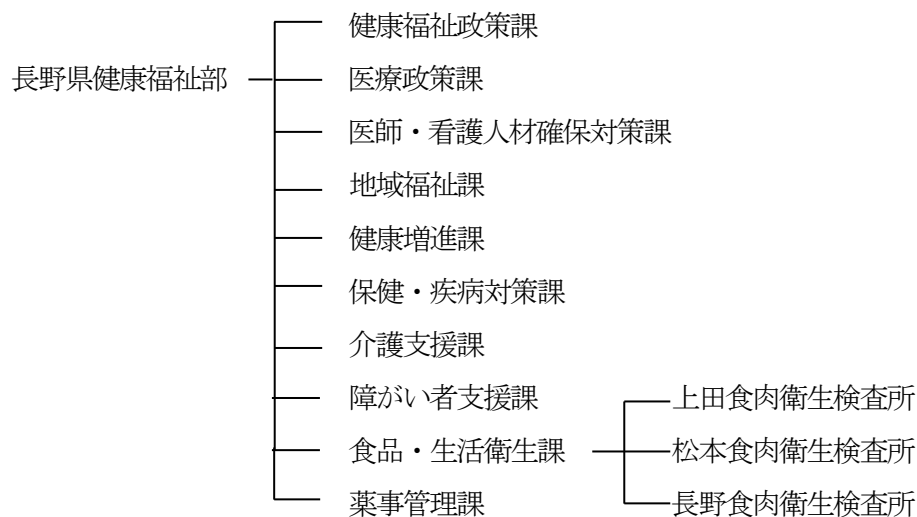 健康福祉政策課
長野県健康福祉部
医療政策課
医師・看護人材確保対策課
地域福祉課
健康増進課
保健・疾病対策課
介護支援課
障がい者支援課
上田食肉衛生検査所
食品・生活衛生課
松本食肉衛生検査所
薬事管理課
長野食肉衛生検査所